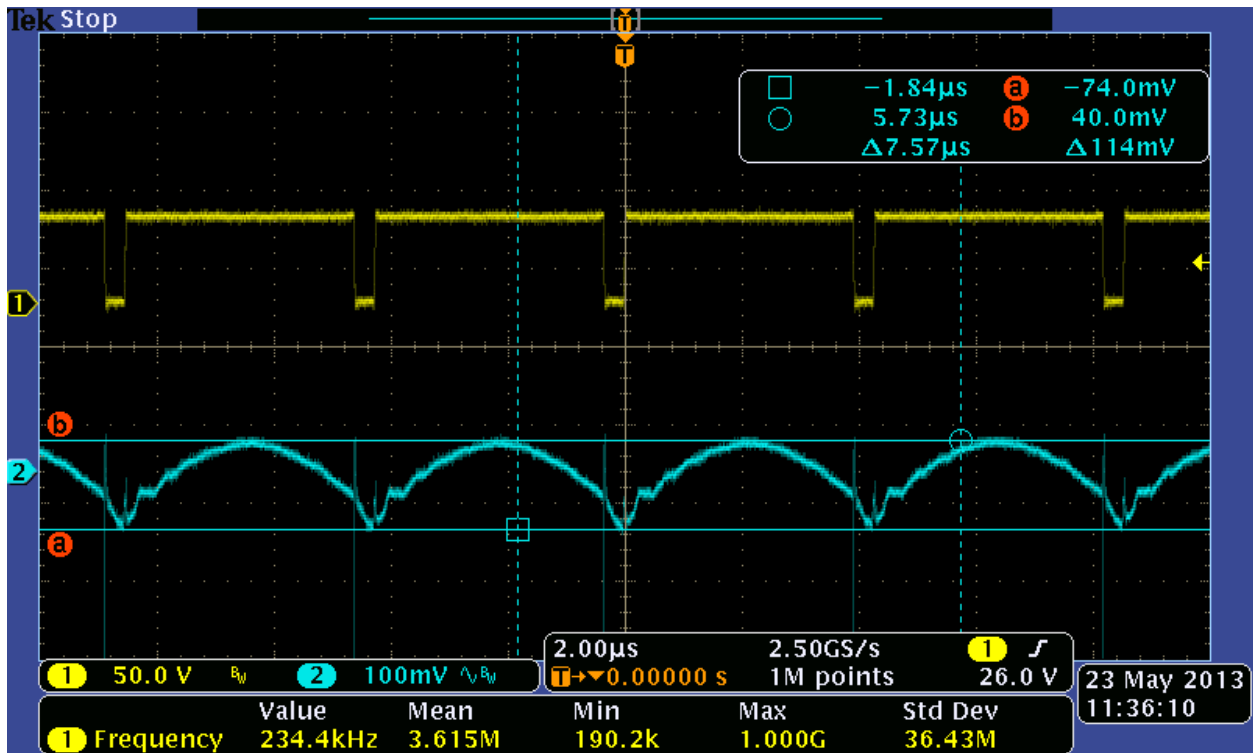 Tek Stop
T
T
−1.84µs a −74.0mV
5.73µs b 40.0mV
Δ7.57µs Δ114mV
1
b
2
a
1 50.0 V BW 2 100mV ∿BW
2.00µs 2.50GS/s 1 ∫
T→▼0.00000 s 1M points 26.0 V
23 May 2013
11:36:10
Value Mean Min Max Std Dev
1 Frequency 234.4kHz 3.615M 190.2k 1.000G 36.43M